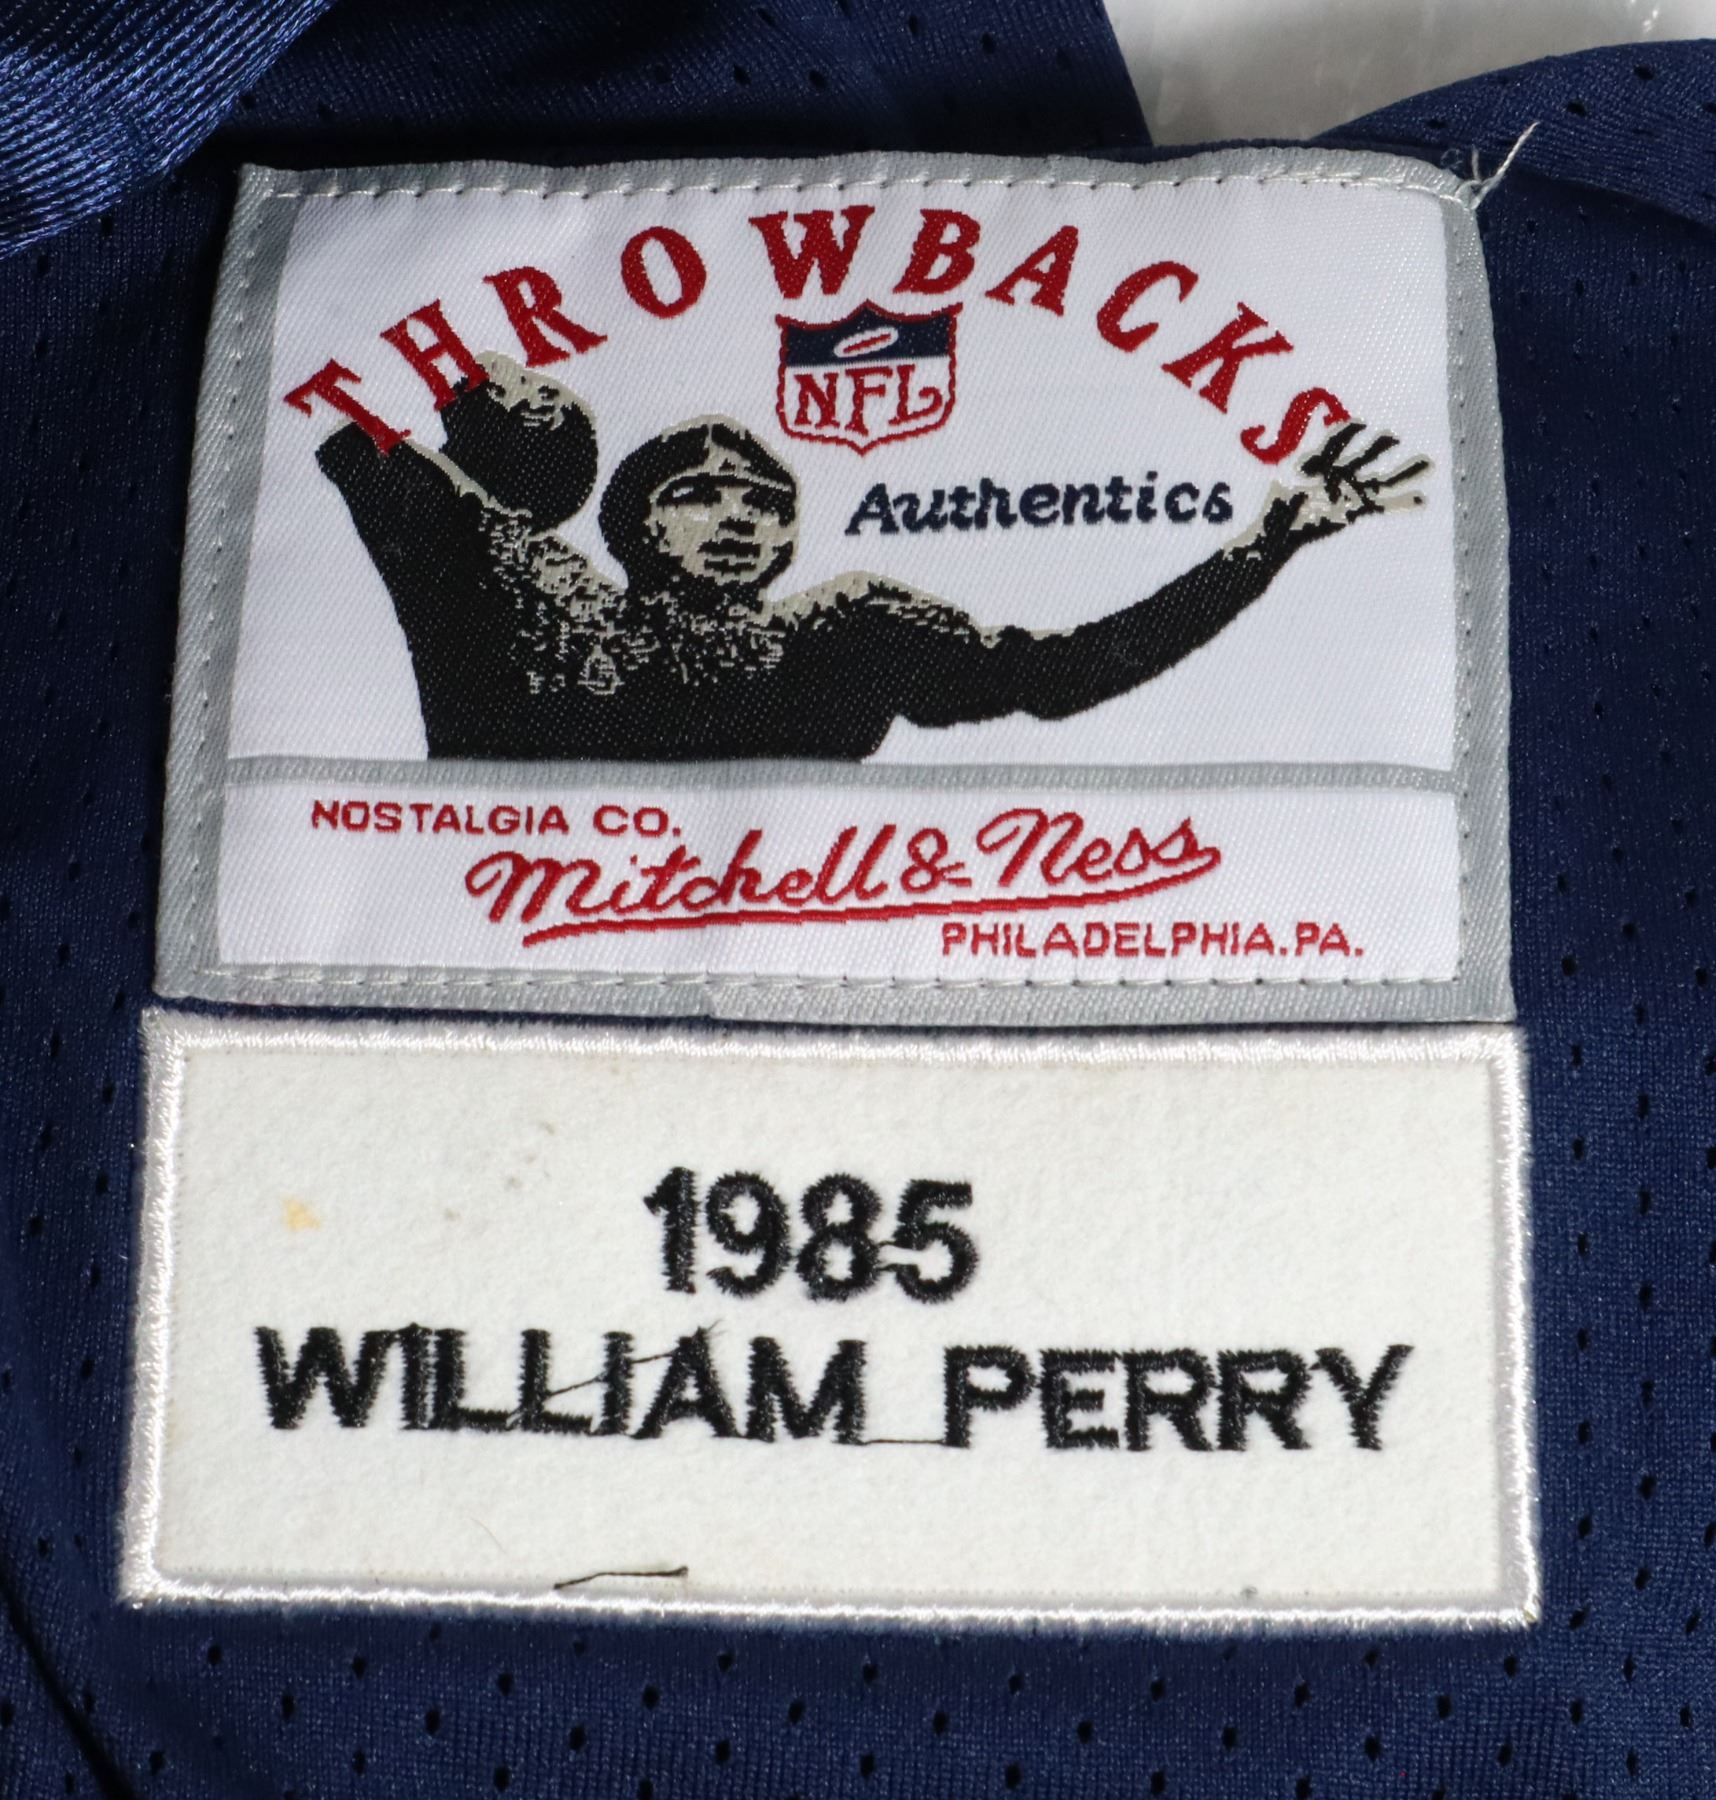 THROWBACKS
NFL
Authentics
NOSTALGIA CO.
Mitchell & Ness
PHILADELPHIA.PA.
1985
WILLIAM PERRY